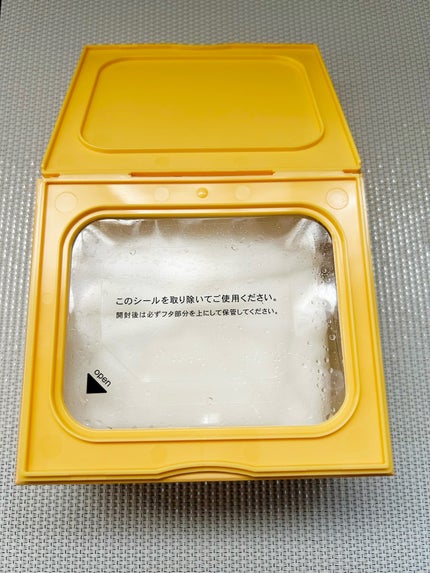 このシールを取り除いてご使用ください。
開封後は必ずフタ部分を上にして保管してください。
open